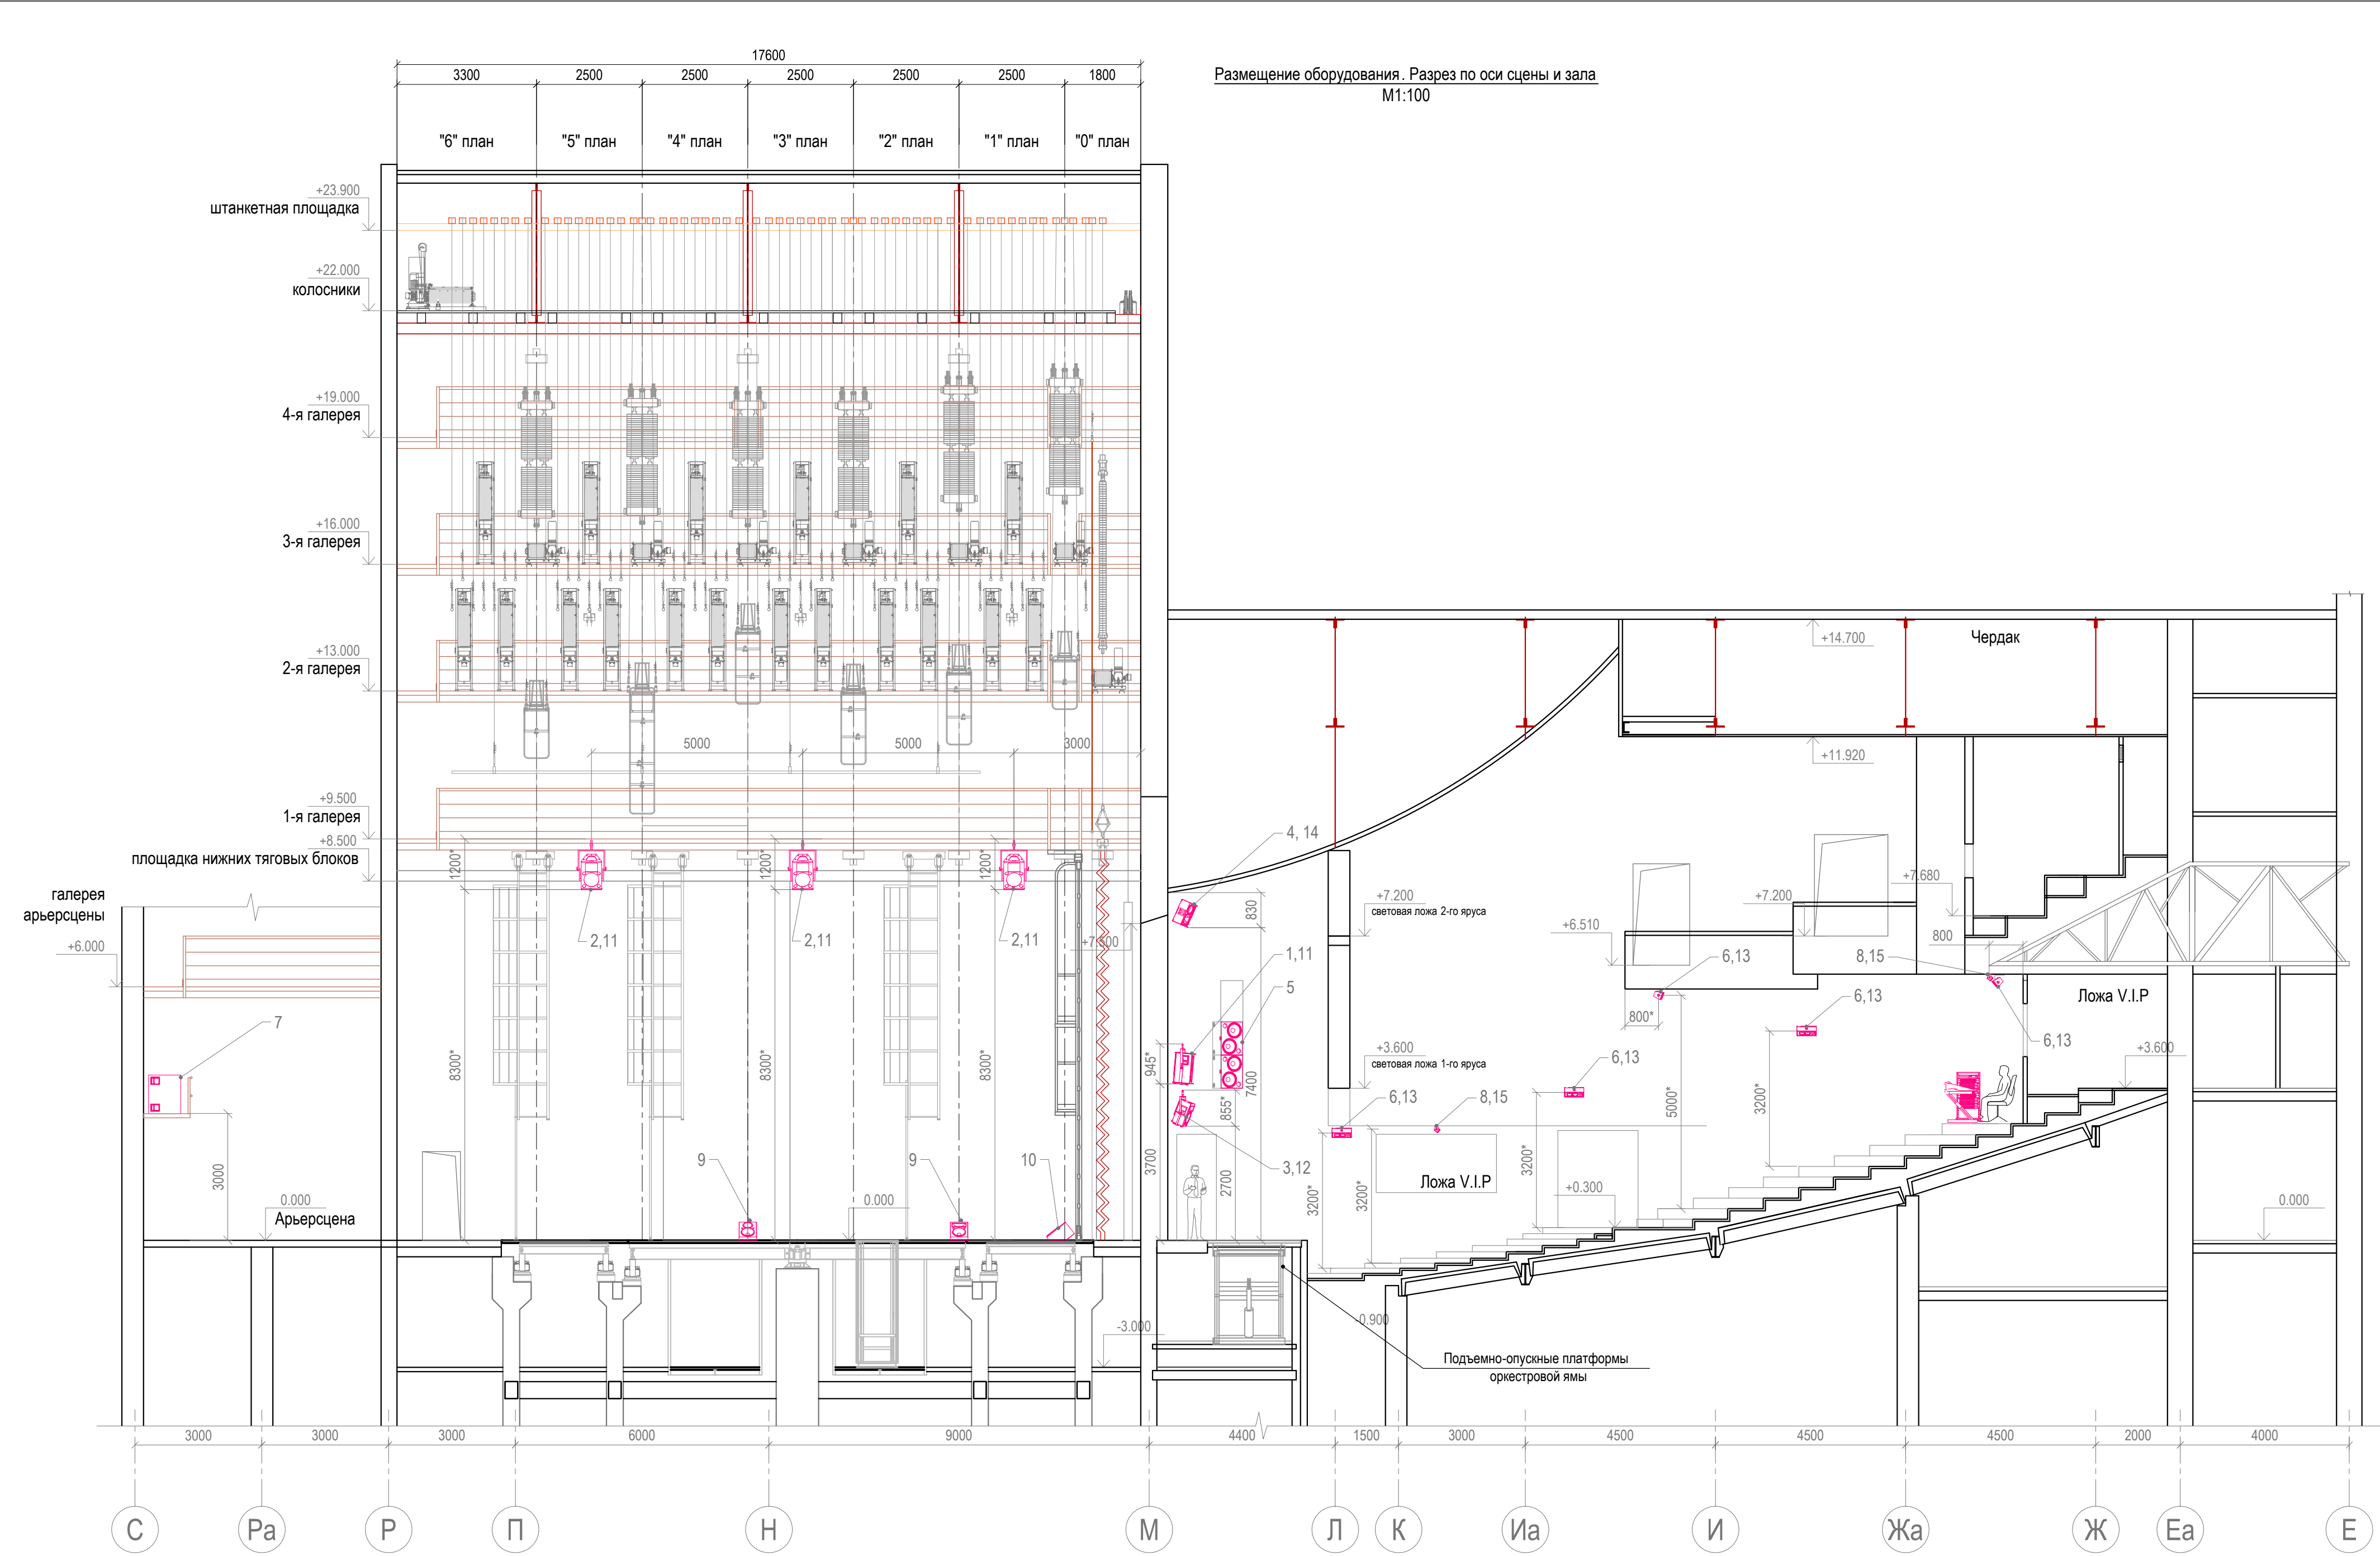 17600
3300 2500 2500 2500 2500 2500 1800
Размещение оборудования. Разрез по оси сцены и зала
М1:100
"6" план "5" план "4" план "3" план "2" план "1" план "0" план
+23.900
штанкетная площадка
+22.000
колосники
+19.000
4-я галерея
+16.000
3-я галерея
+13.000
2-я галерея
+14.700
Чердак
5000 5000 3000
+11.920
+9.500
1-я галерея
+8.500
площадка нижних тяговых блоков
1200* 1200* 1200*
4, 14
галерея
арьерсцены
+6.000
2,11 2,11 2,11
+7.500
830
+7.200
световая ложа 2-го яруса
+7.200
+7.680
+6.510
800
1,11
5
6,13
8,15
6,13
Ложа V.I.P
6,13
7
800*
8300* 8300* 8300*
945*
7400
855*
+3.600
световая ложа 1-го яруса
6,13
+3.600
6,13
8,15
5000*
3200*
3000
9 9 10
3700
3,12
2700
3200*
3200*
3200*
Ложа V.I.P
+0.300
0.000
Арьерсцена
0.000
0.000
-3.000
-0.900
Подъемно-опускные платформы
оркестровой ямы
3000 3000 3000 6000 9000 4400 1500 3000 4500 4500 4500 2000 4000
С Ра Р П Н М Л К Иа И Жа Ж Еа Е